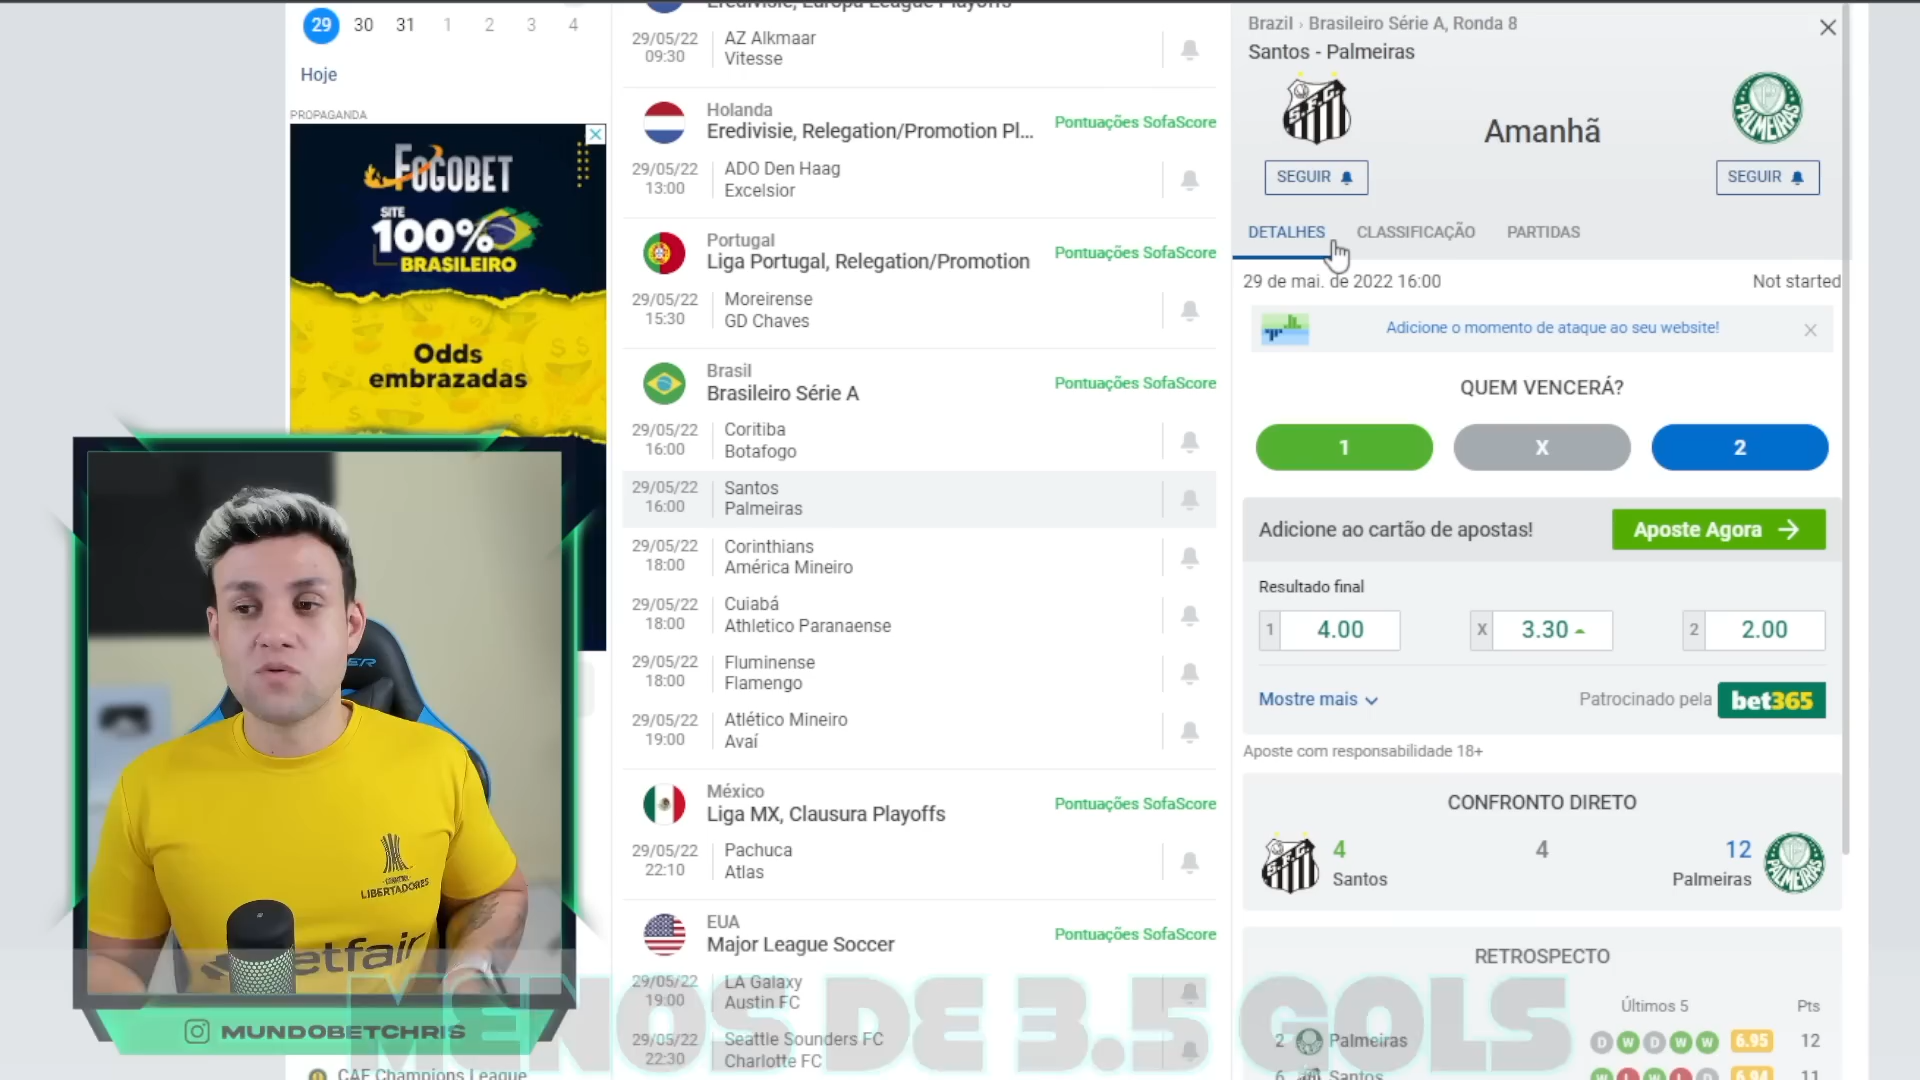 29 30 31 1 2 3 4
Hoje
PROPAGANDA
FOGOBET
SITE
100%
BRASILEIRO
Odds
embrazadas
LIBERTADORES
etfair
MUNDOBETCHRIS
CAF Champions League
Eredivisie, Europa League Playoffs
29/05/22 AZ Alkmaar
09:30 Vitesse
Holanda
Eredivisie, Relegation/Promotion Pl... Pontuações SofaScore
29/05/22 ADO Den Haag
13:00 Excelsior
Portugal
Liga Portugal, Relegation/Promotion Pontuações SofaScore
29/05/22 Moreirense
15:30 GD Chaves
Brasil
Brasileiro Série A Pontuações SofaScore
29/05/22 Coritiba
16:00 Botafogo
29/05/22 Santos
16:00 Palmeiras
29/05/22 Corinthians
18:00 América Mineiro
29/05/22 Cuiabá
18:00 Athletico Paranaense
29/05/22 Fluminense
18:00 Flamengo
29/05/22 Atlético Mineiro
19:00 Avaí
México
Liga MX, Clausura Playoffs Pontuações SofaScore
29/05/22 Pachuca
22:10 Atlas
EUA
Major League Soccer Pontuações SofaScore
29/05/22 LA Galaxy
19:00 Austin FC
29/05/22 Seattle Sounders FC
22:30 Charlotte FC
MENOS DE 3.5 GOLS
Brazil › Brasileiro Série A, Ronda 8
Santos - Palmeiras
S.F.C.
PALMEIRAS
Amanhã
SEGUIR SEGUIR
DETALHES CLASSIFICAÇÃO PARTIDAS
29 de mai. de 2022 16:00 Not started
Adicione o momento de ataque ao seu website!
QUEM VENCERÁ?
1 X 2
Adicione ao cartão de apostas! Aposte Agora
Resultado final
1 4.00 X 3.30 2 2.00
Mostre mais Patrocinado pela bet365
Aposte com responsabilidade 18+
CONFRONTO DIRETO
S.F.C. 4 4 12 PALMEIRAS
Santos Palmeiras
RETROSPECTO
Últimos 5 Pts
2 Palmeiras D W D W W 6.95 12
6 Santos W L W L D 6.94 11